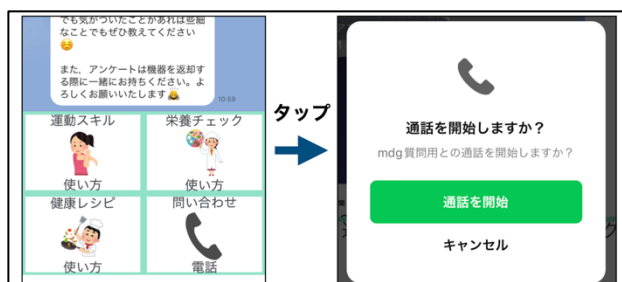 でも気がついたことがあれば些細
なことでもぜひ教えてください
😊
また，アンケートは機器を返却す
る際に一緒にお持ちください。よ
ろしくお願いいたします🙇
10:59
運動スキル
使い方
栄養チェック
使い方
健康レシピ
使い方
問い合わせ
電話
タップ
通話を開始しますか？
mdg質問用との通話を開始しますか？
通話を開始
キャンセル